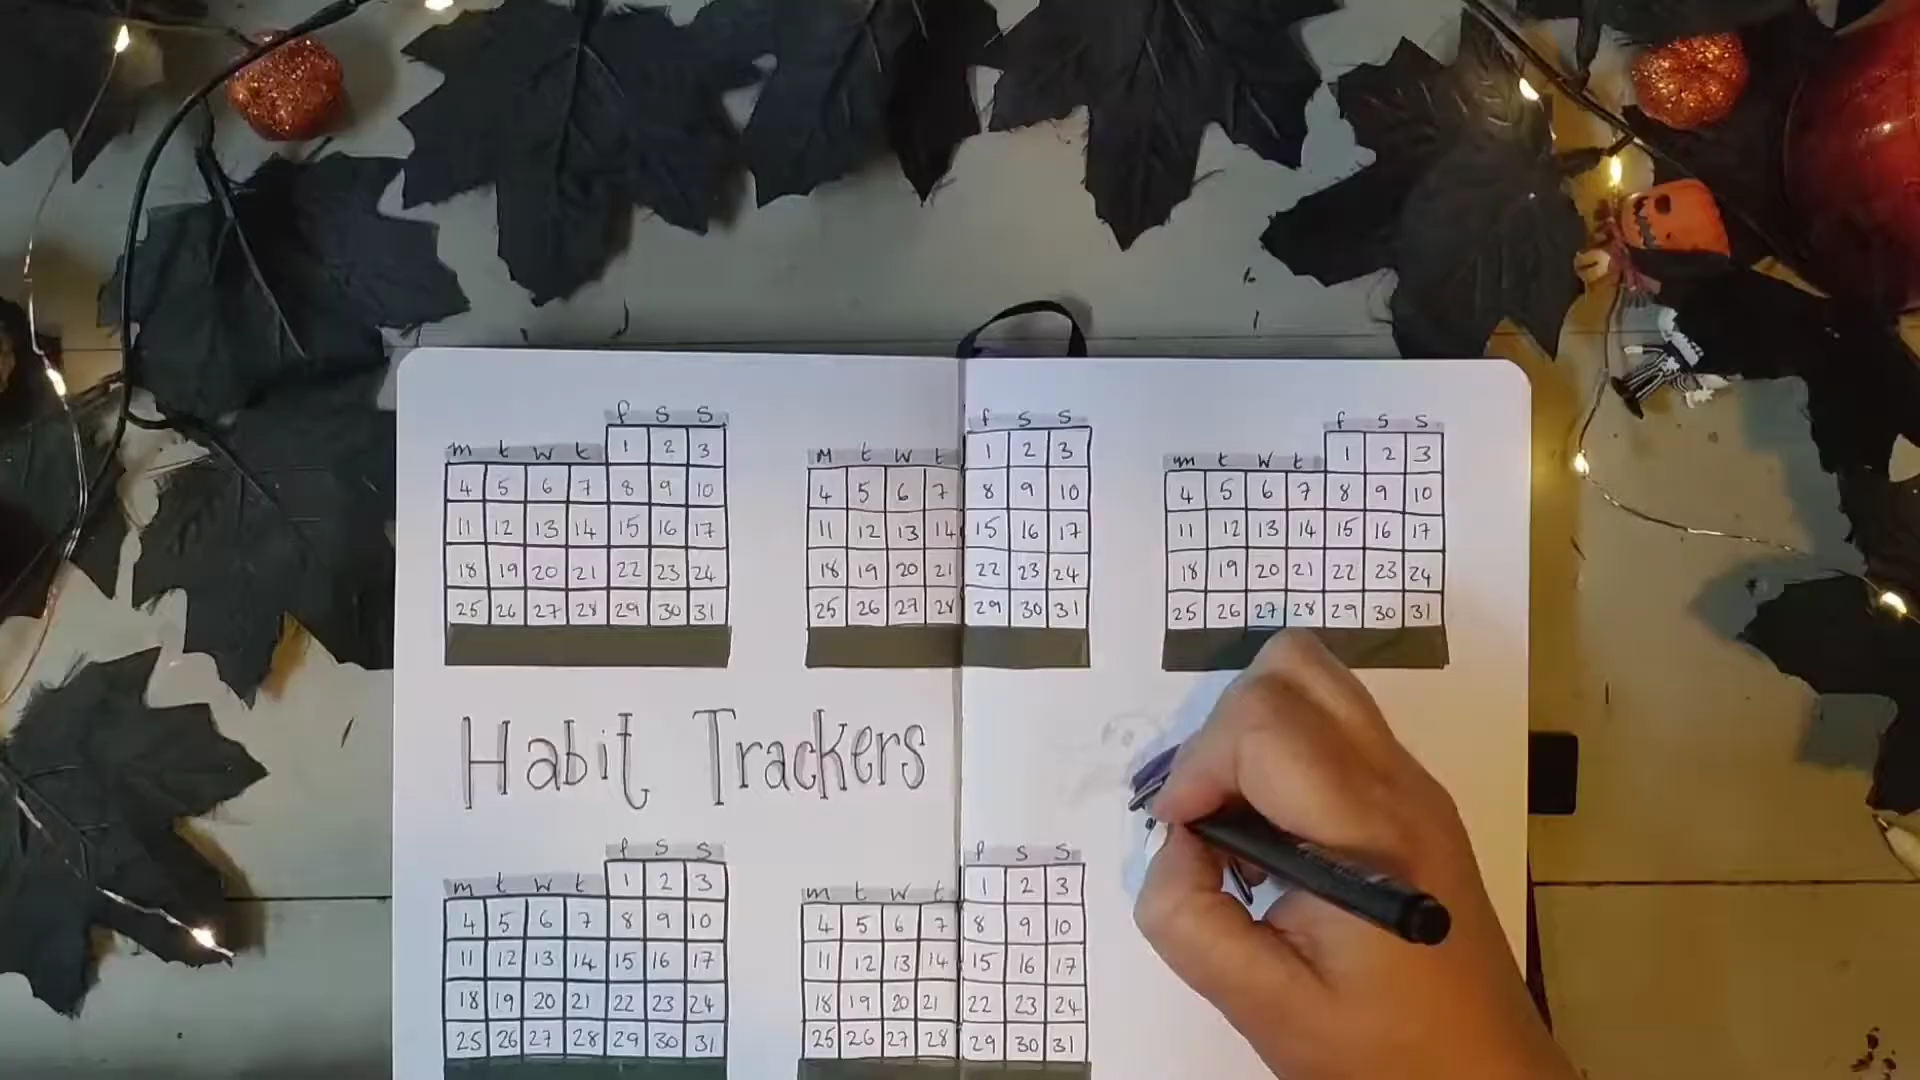 f s s
m t w t 1 2 3
4 5 6 7 8 9 10
11 12 13 14 15 16 17
18 19 20 21 22 23 24
25 26 27 28 29 30 31
f s s
M t w t 1 2 3
4 5 6 7 8 9 10
11 12 13 14 15 16 17
18 19 20 21 22 23 24
25 26 27 28 29 30 31
f s s
m t w t 1 2 3
4 5 6 7 8 9 10
11 12 13 14 15 16 17
18 19 20 21 22 23 24
25 26 27 28 29 30 31
Habit Trackers
f s s
m t w t 1 2 3
4 5 6 7 8 9 10
11 12 13 14 15 16 17
18 19 20 21 22 23 24
25 26 27 28 29 30 31
f s s
m t w t 1 2 3
4 5 6 7 8 9 10
11 12 13 14 15 16 17
18 19 20 21 22 23 24
25 26 27 28 29 30 31